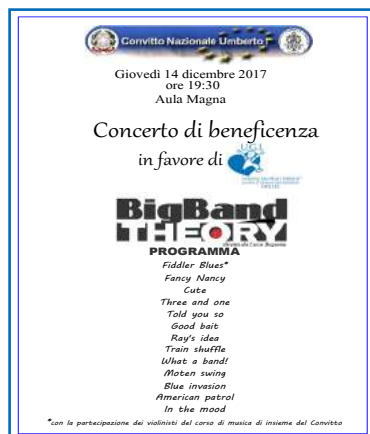 Convitto Nazionale Umberto I°
Giovedì 14 dicembre 2017
ore 19:30
Aula Magna
Concerto di beneficenza
in favore di
UGI
BigBand
THEORY
PROGRAMMA
Fiddler Blues*
Fancy Nancy
Cute
Three and one
Told you so
Good bait
Ray's idea
Train shuffle
What a band!
Moten swing
Blue invasion
American patrol
In the mood
*con la partecipazione dei violinisti del corso di musica di insieme del Convitto